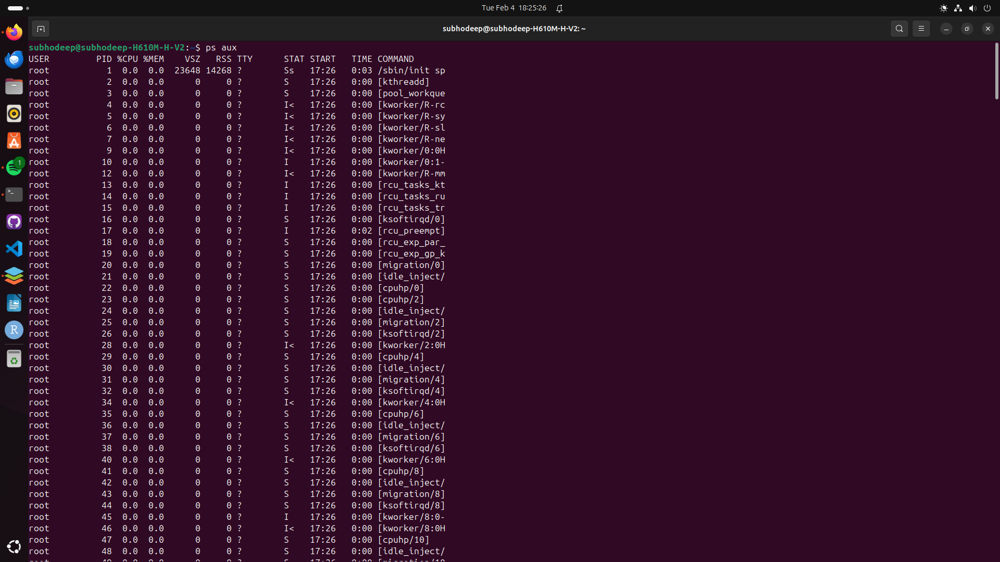 Tue Feb 4  18:25:26
subhodeep@subhodeep-H610M-H-V2: ~
1
R
subhodeep@subhodeep-H610M-H-V2:~$ ps aux
USER         PID %CPU %MEM    VSZ   RSS TTY      STAT START   TIME COMMAND
root           1  0.0  0.0  23648 14268 ?        Ss   17:26   0:03 /sbin/init sp
root           2  0.0  0.0      0     0 ?        S    17:26   0:00 [kthreadd]
root           3  0.0  0.0      0     0 ?        S    17:26   0:00 [pool_workque
root           4  0.0  0.0      0     0 ?        I<   17:26   0:00 [kworker/R-rc
root           5  0.0  0.0      0     0 ?        I<   17:26   0:00 [kworker/R-sy
root           6  0.0  0.0      0     0 ?        I<   17:26   0:00 [kworker/R-sl
root           7  0.0  0.0      0     0 ?        I<   17:26   0:00 [kworker/R-ne
root           9  0.0  0.0      0     0 ?        I<   17:26   0:00 [kworker/0:0H
root          10  0.0  0.0      0     0 ?        I    17:26   0:00 [kworker/0:1-
root          12  0.0  0.0      0     0 ?        I<   17:26   0:00 [kworker/R-mm
root          13  0.0  0.0      0     0 ?        I    17:26   0:00 [rcu_tasks_kt
root          14  0.0  0.0      0     0 ?        I    17:26   0:00 [rcu_tasks_ru
root          15  0.0  0.0      0     0 ?        I    17:26   0:00 [rcu_tasks_tr
root          16  0.0  0.0      0     0 ?        S    17:26   0:00 [ksoftirqd/0]
root          17  0.0  0.0      0     0 ?        I    17:26   0:02 [rcu_preempt]
root          18  0.0  0.0      0     0 ?        S    17:26   0:00 [rcu_exp_par_
root          19  0.0  0.0      0     0 ?        S    17:26   0:00 [rcu_exp_gp_k
root          20  0.0  0.0      0     0 ?        S    17:26   0:00 [migration/0]
root          21  0.0  0.0      0     0 ?        S    17:26   0:00 [idle_inject/
root          22  0.0  0.0      0     0 ?        S    17:26   0:00 [cpuhp/0]
root          23  0.0  0.0      0     0 ?        S    17:26   0:00 [cpuhp/2]
root          24  0.0  0.0      0     0 ?        S    17:26   0:00 [idle_inject/
root          25  0.0  0.0      0     0 ?        S    17:26   0:00 [migration/2]
root          26  0.0  0.0      0     0 ?        S    17:26   0:00 [ksoftirqd/2]
root          28  0.0  0.0      0     0 ?        I<   17:26   0:00 [kworker/2:0H
root          29  0.0  0.0      0     0 ?        S    17:26   0:00 [cpuhp/4]
root          30  0.0  0.0      0     0 ?        S    17:26   0:00 [idle_inject/
root          31  0.0  0.0      0     0 ?        S    17:26   0:00 [migration/4]
root          32  0.0  0.0      0     0 ?        S    17:26   0:00 [ksoftirqd/4]
root          34  0.0  0.0      0     0 ?        I<   17:26   0:00 [kworker/4:0H
root          35  0.0  0.0      0     0 ?        S    17:26   0:00 [cpuhp/6]
root          36  0.0  0.0      0     0 ?        S    17:26   0:00 [idle_inject/
root          37  0.0  0.0      0     0 ?        S    17:26   0:00 [migration/6]
root          38  0.0  0.0      0     0 ?        S    17:26   0:00 [ksoftirqd/6]
root          40  0.0  0.0      0     0 ?        I<   17:26   0:00 [kworker/6:0H
root          41  0.0  0.0      0     0 ?        S    17:26   0:00 [cpuhp/8]
root          42  0.0  0.0      0     0 ?        S    17:26   0:00 [idle_inject/
root          43  0.0  0.0      0     0 ?        S    17:26   0:00 [migration/8]
root          44  0.0  0.0      0     0 ?        S    17:26   0:00 [ksoftirqd/8]
root          45  0.0  0.0      0     0 ?        I    17:26   0:00 [kworker/8:0-
root          46  0.0  0.0      0     0 ?        I<   17:26   0:00 [kworker/8:0H
root          47  0.0  0.0      0     0 ?        S    17:26   0:00 [cpuhp/10]
root          48  0.0  0.0      0     0 ?        S    17:26   0:00 [idle_inject/